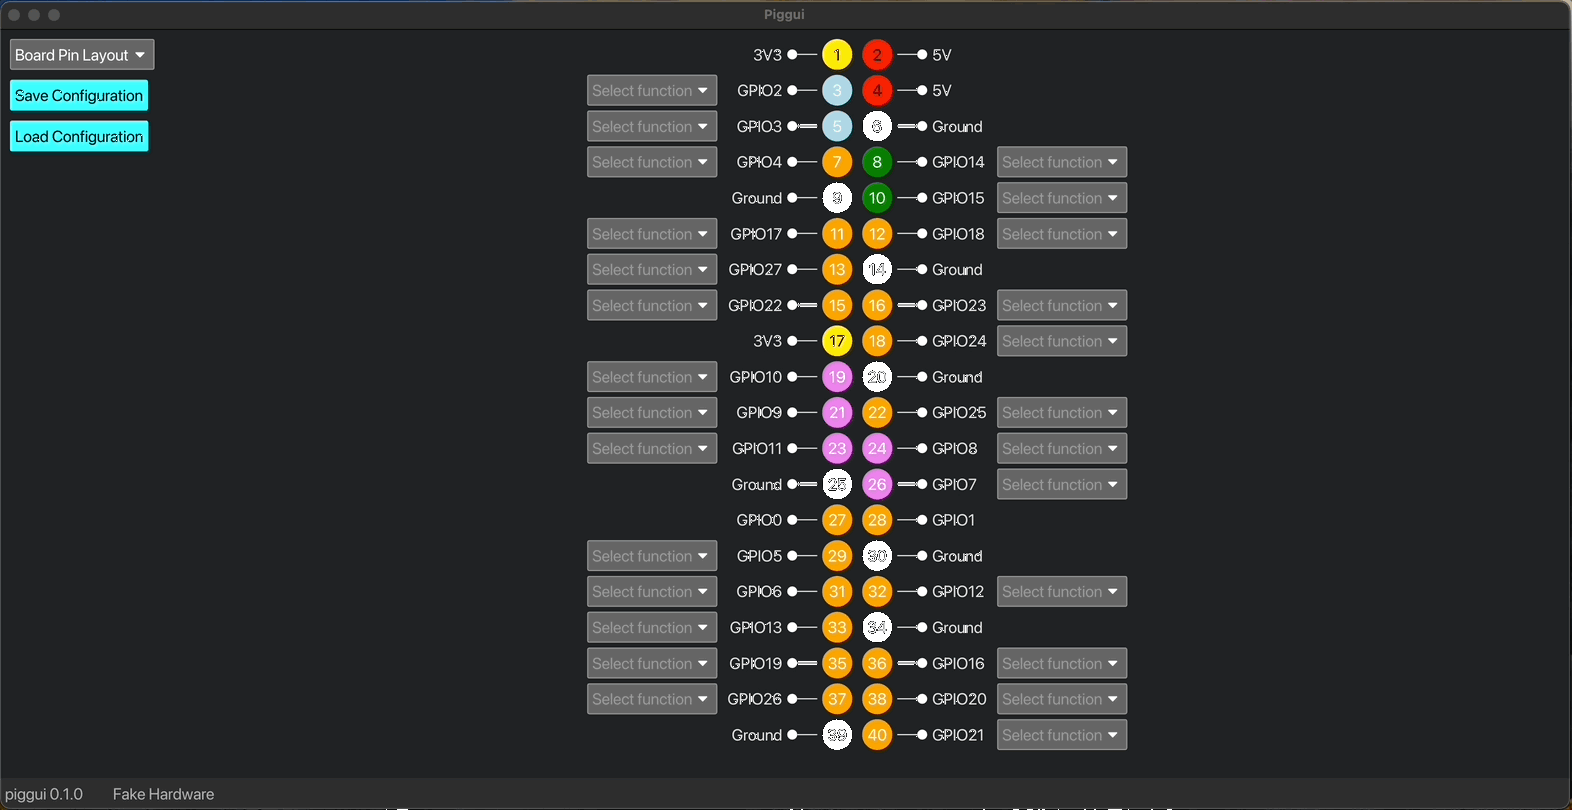 Piggui
Board Pin Layout
Save Configuration
Load Configuration
3V3 1 2 5V
Select function GPIO2 3 4 5V
Select function GPIO3 5 6 Ground
Select function GPIO4 7 8 GPIO14 Select function
Ground 9 10 GPIO15 Select function
Select function GPIO17 11 12 GPIO18 Select function
Select function GPIO27 13 14 Ground
Select function GPIO22 15 16 GPIO23 Select function
3V3 17 18 GPIO24 Select function
Select function GPIO10 19 20 Ground
Select function GPIO9 21 22 GPIO25 Select function
Select function GPIO11 23 24 GPIO8 Select function
Ground 25 26 GPIO7 Select function
GPIO0 27 28 GPIO1
Select function GPIO5 29 30 Ground
Select function GPIO6 31 32 GPIO12 Select function
Select function GPIO13 33 34 Ground
Select function GPIO19 35 36 GPIO16 Select function
Select function GPIO26 37 38 GPIO20 Select function
Ground 39 40 GPIO21 Select function
piggui 0.1.0 Fake Hardware